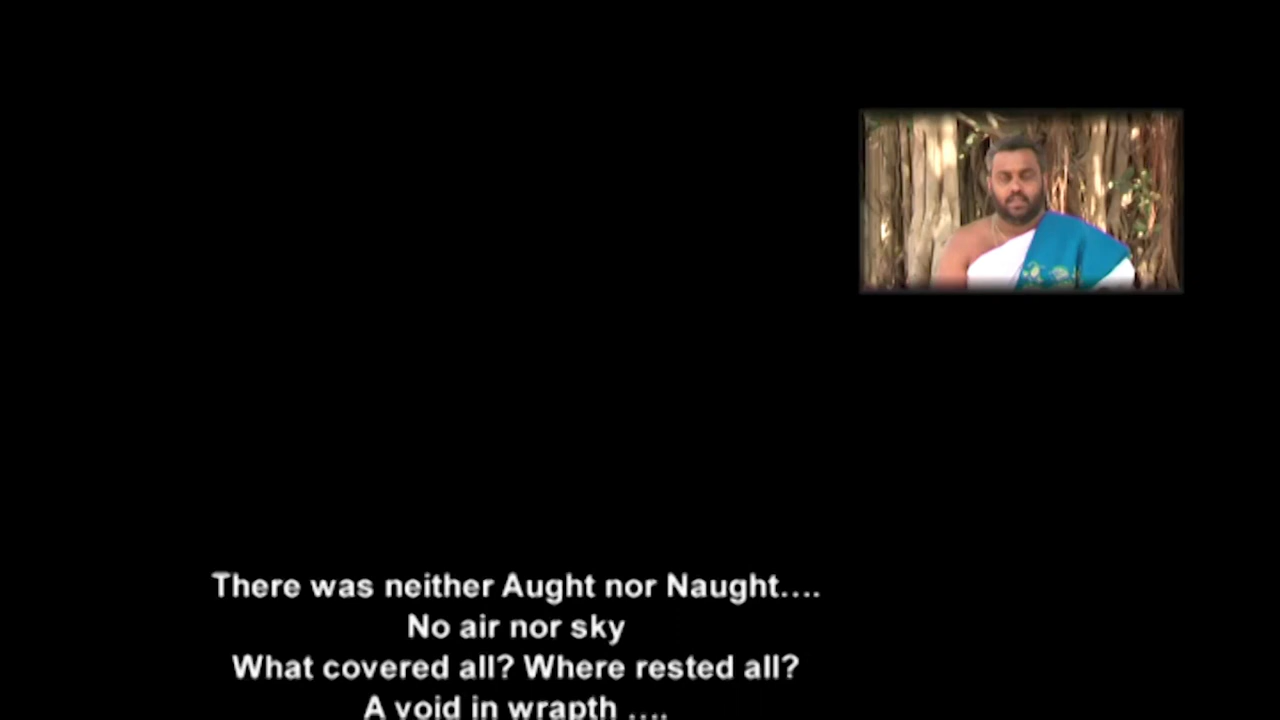 There was neither Aught nor Naught....
No air nor sky
What covered all? Where rested all?
A void in wrapth ....